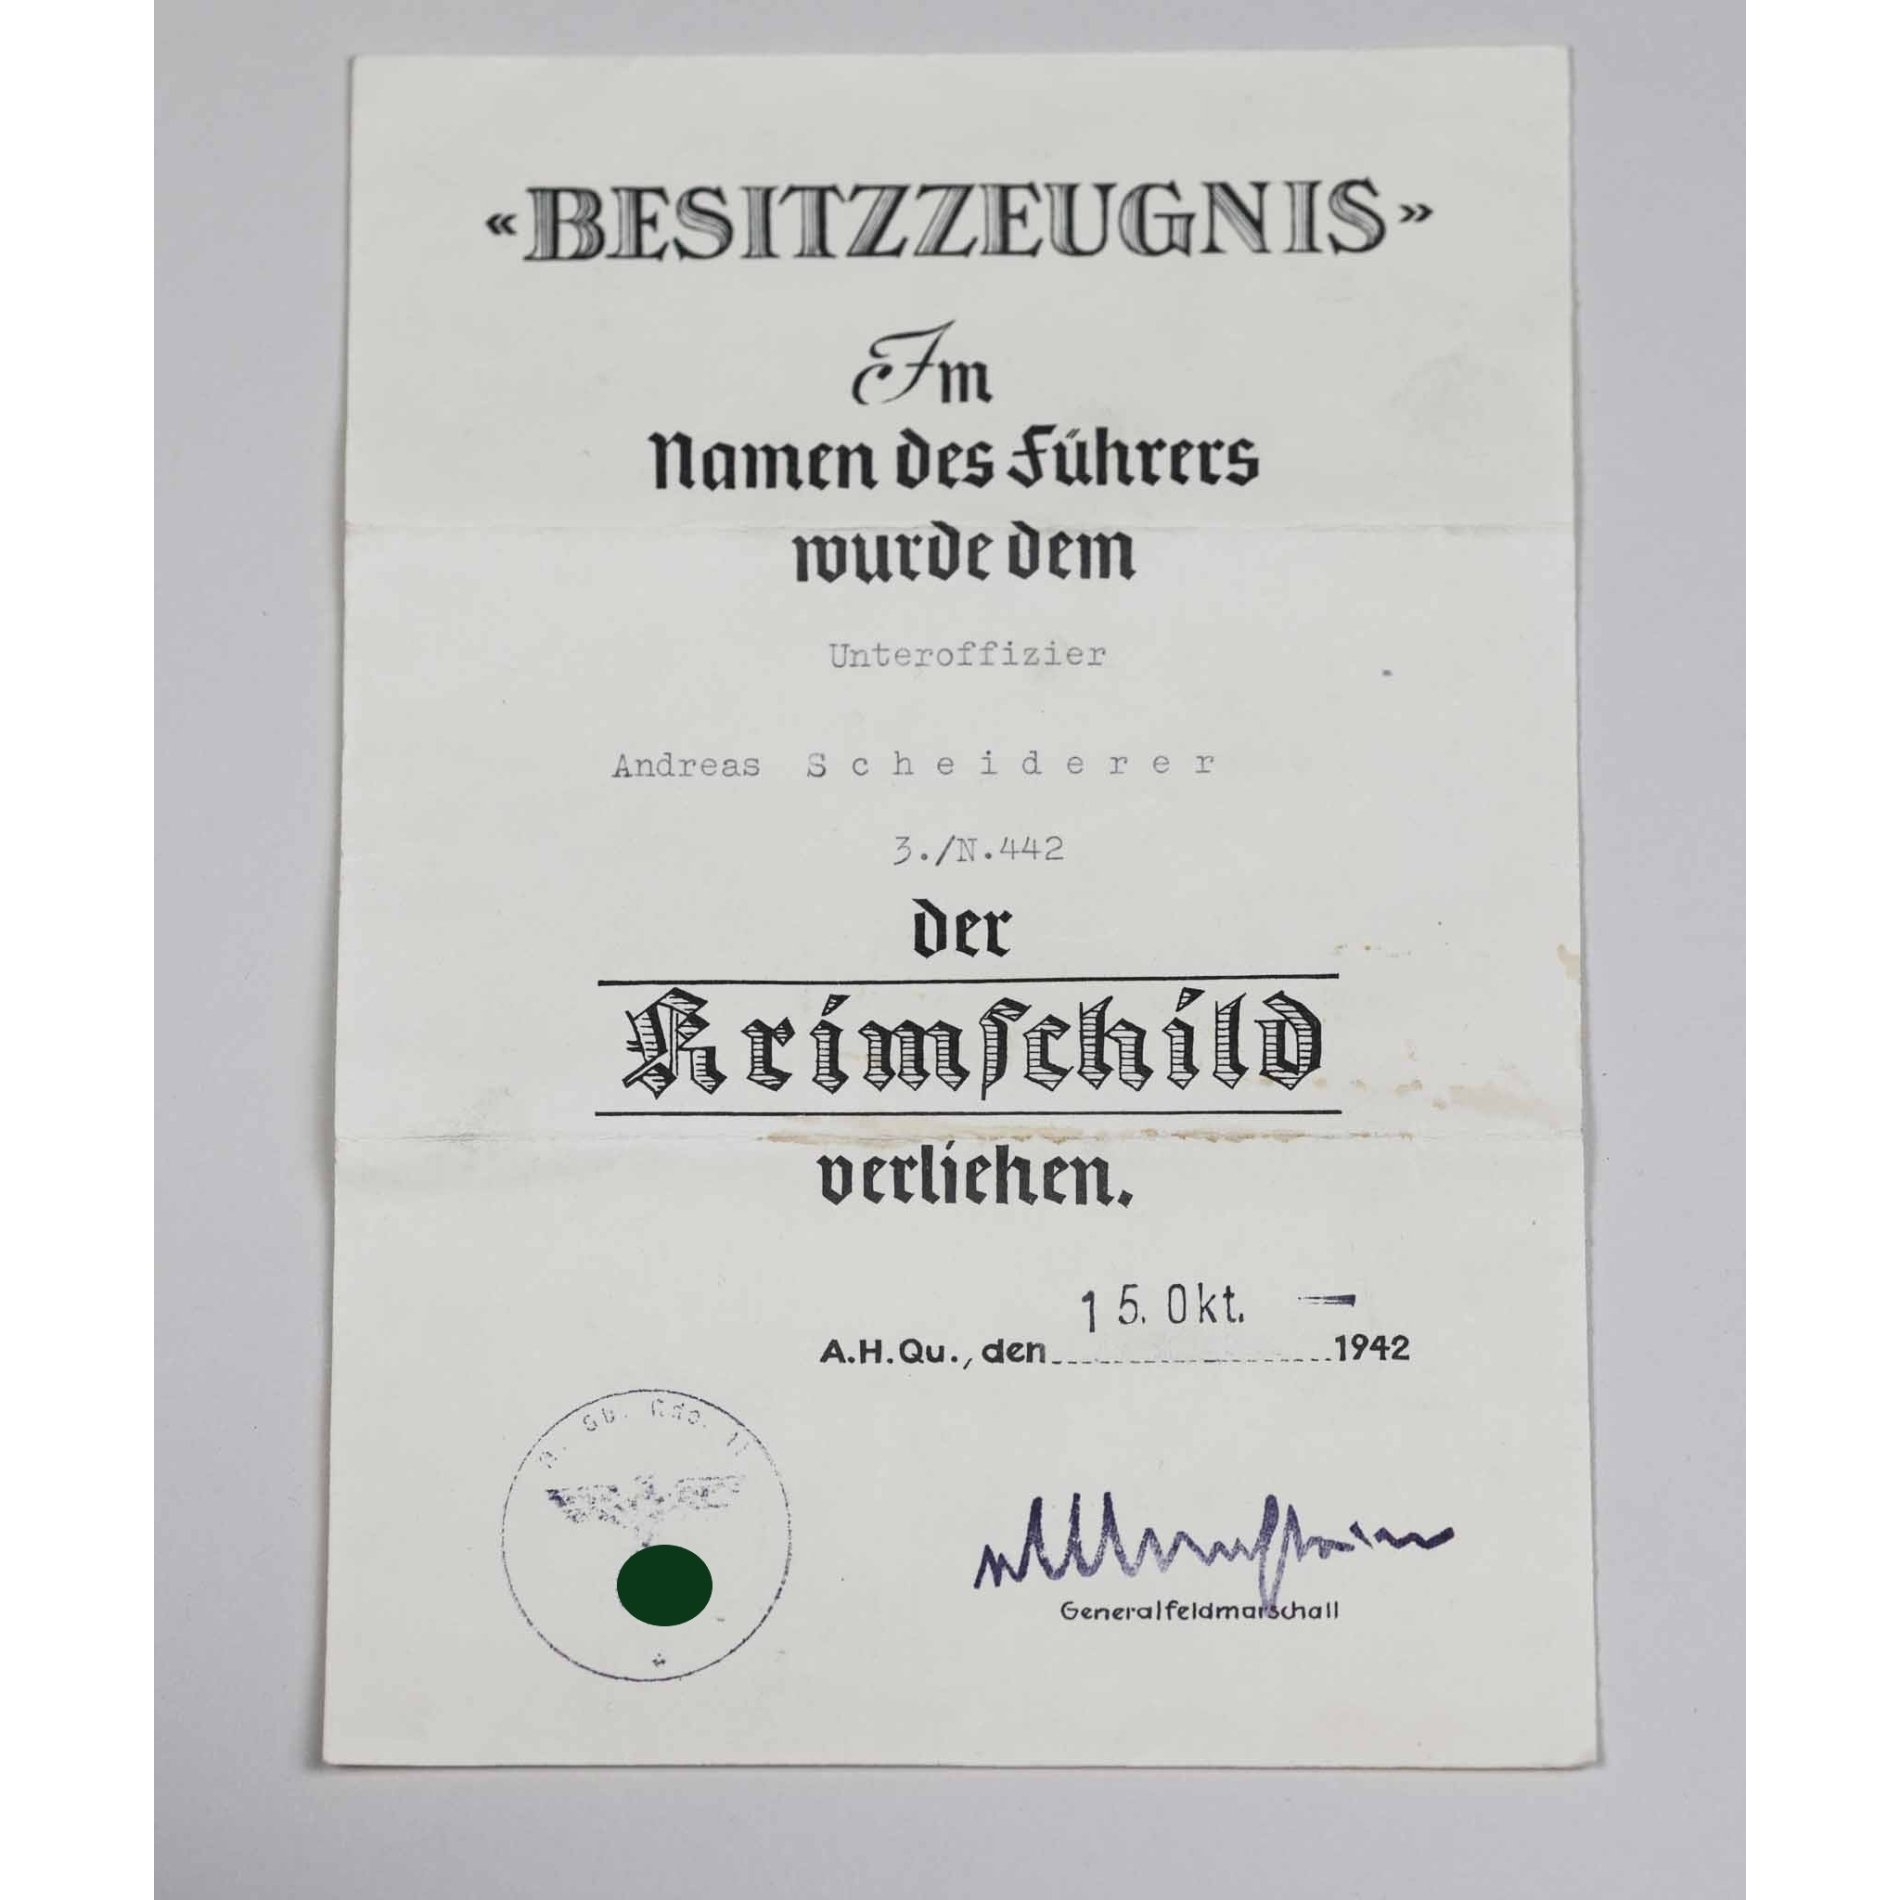 «BESITZZEUGNIS»
Im
Namen des Führers
wurde dem
Unteroffizier
Andreas Scheiderer
3./N.442
der
Krimschild
verliehen.
15. Okt. –
A.H.Qu., den 1942
Generalfeldmarschall